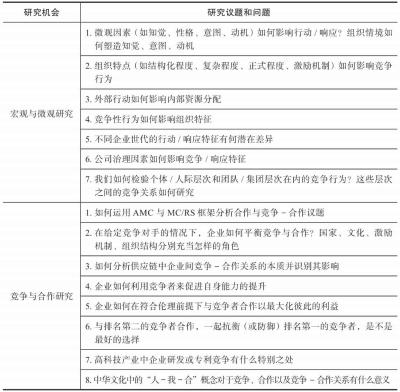 研究机会 研究议题和问题
宏观与微观研究
1. 微观因素（如知觉、性格、意图、动机）如何影响行动/响应？组织情境如
何塑造知觉、意图、动机
2. 组织特点（如结构化程度、复杂程度、正式程度、激励机制）如何影响竞争
行为
3. 外部行动如何影响内部资源分配
4. 竞争性行为如何影响组织特征
5. 不同企业世代的行动/响应特征有何潜在差异
6. 公司治理因素如何影响竞争/响应特征
7. 我们如何检验个体/人际层次和团队/集团层次在内的竞争行为？这些层次
之间的竞争关系如何研究
竞争与合作研究
1. 如何运用AMC与MC/RS框架分析合作与竞争－合作议题
2. 在给定竞争对手的情况下，企业如何平衡竞争与合作？国家、文化、激励
机制、组织结构分别充当怎样的角色
3. 如何分析供应链中企业间竞争－合作关系的本质并识别其影响
4. 企业如何利用竞争者来促进自身能力的提升
5. 企业如何在符合伦理前提下与竞争者合作以最大化彼此的利益
6. 与排名第二的竞争者合作，一起抗衡（或防御）排名第一的竞争者，是不是
最好的选择
7. 高科技产业中企业研发或专利竞争有什么特别之处
8. 中华文化中的“人－我－合”概念对于竞争、合作以及竞争－合作关系有什么意义